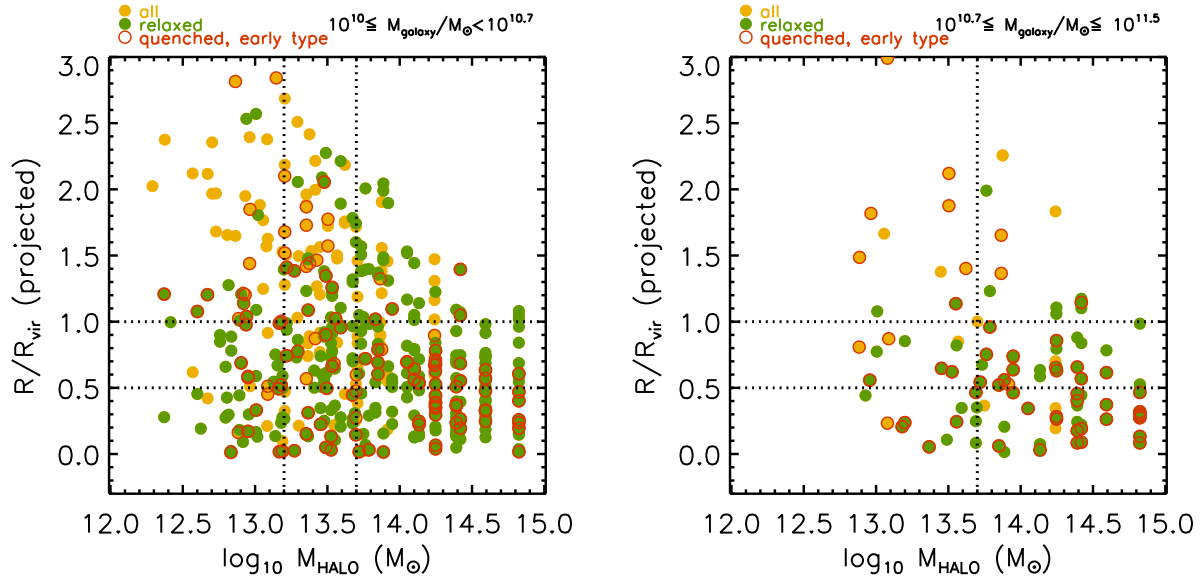 all
relaxed
quenched, early type
10^10 ≦ M_galaxy/M_⊙ < 10^10.7
3.0
2.5
2.0
1.5
1.0
0.5
0.0
R/R_vir (projected)
12.0 12.5 13.0 13.5 14.0 14.5 15.0
log_10 M_HALO (M_⊙)
all
relaxed
quenched, early type
10^10.7 ≦ M_galaxy/M_⊙ ≦ 10^11.5
3.0
2.5
2.0
1.5
1.0
0.5
0.0
R/R_vir (projected)
12.0 12.5 13.0 13.5 14.0 14.5 15.0
log_10 M_HALO (M_⊙)